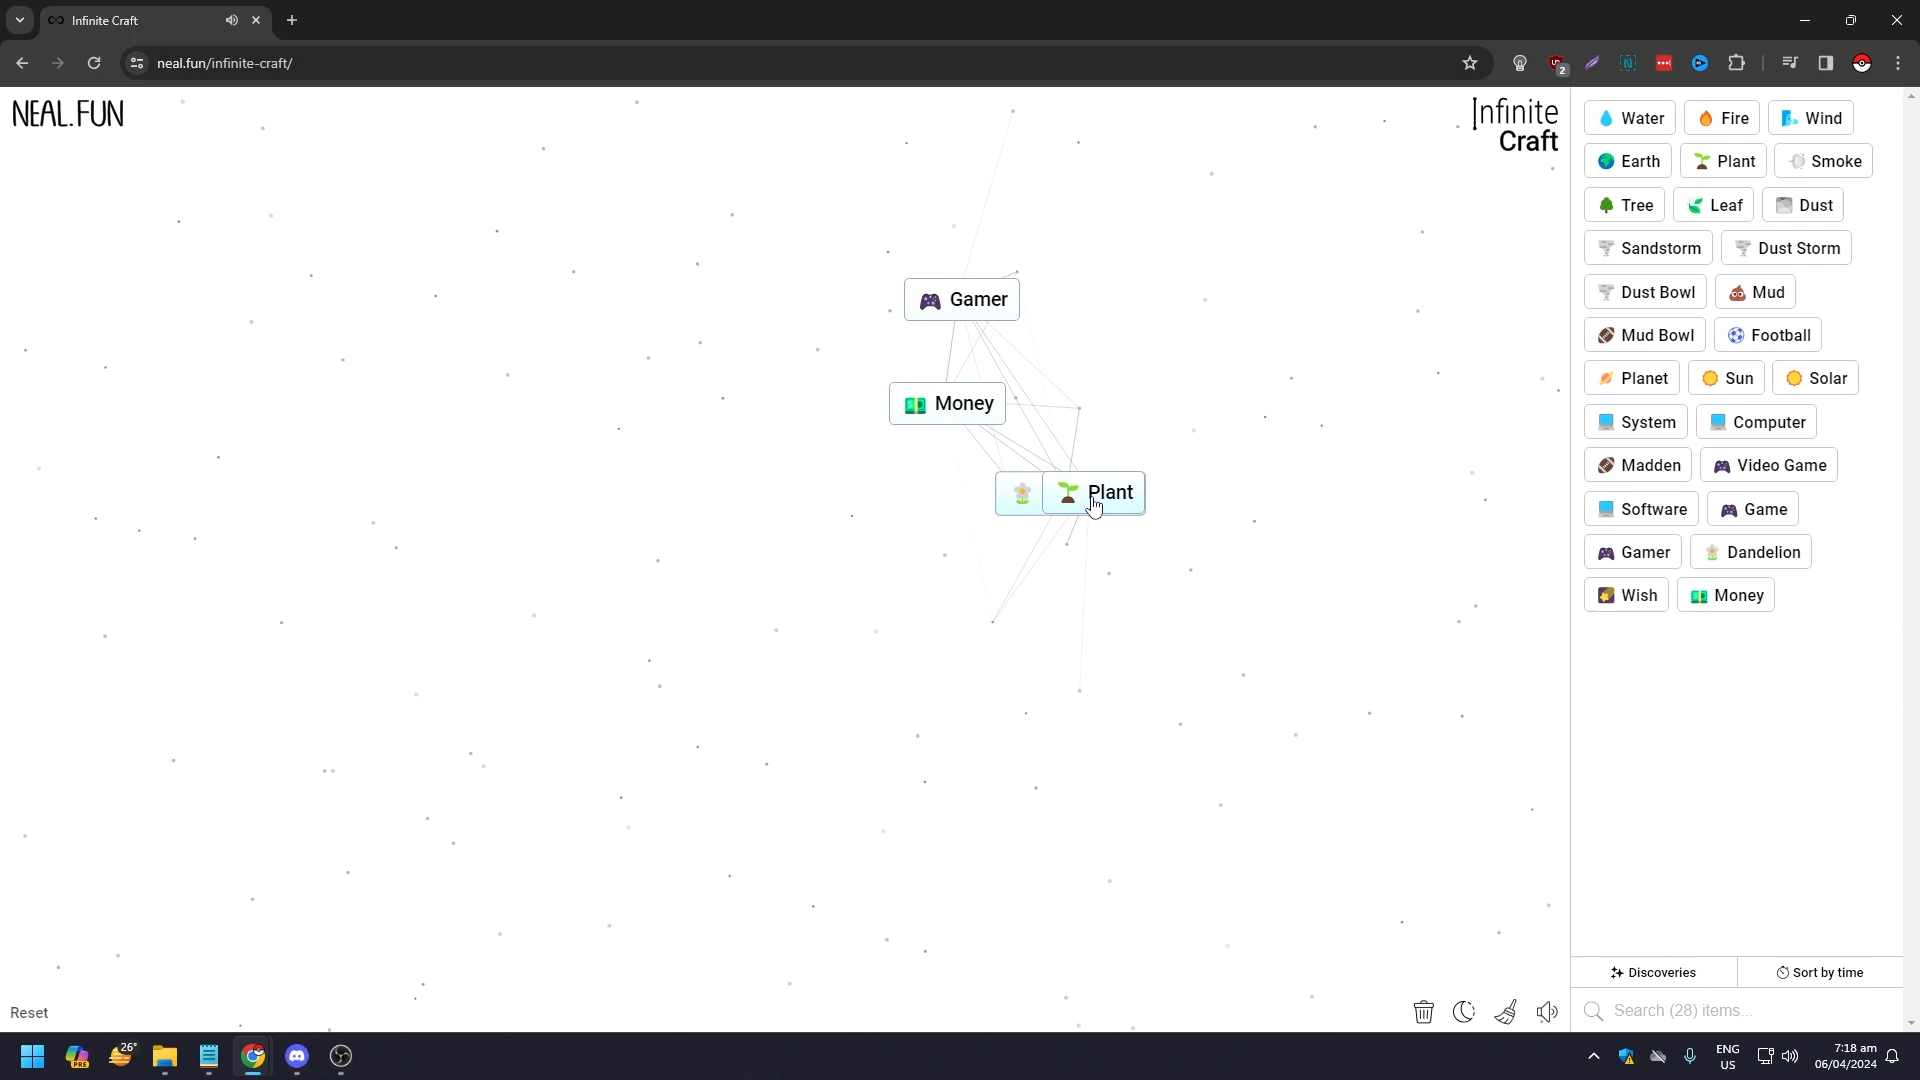 Infinite Craft
neal.fun/infinite-craft/
2
NEAL.FUN
Infinite
Craft
Gamer
Money
Plant
Water Fire Wind
Earth Plant Smoke
Tree Leaf Dust
Sandstorm Dust Storm
Dust Bowl Mud
Mud Bowl Football
Planet Sun Solar
System Computer
Madden Video Game
Software Game
Gamer Dandelion
Wish Money
Discoveries Sort by time
Search (28) items...
Reset
PRE
26°
ENG
US
7:18 am
06/04/2024